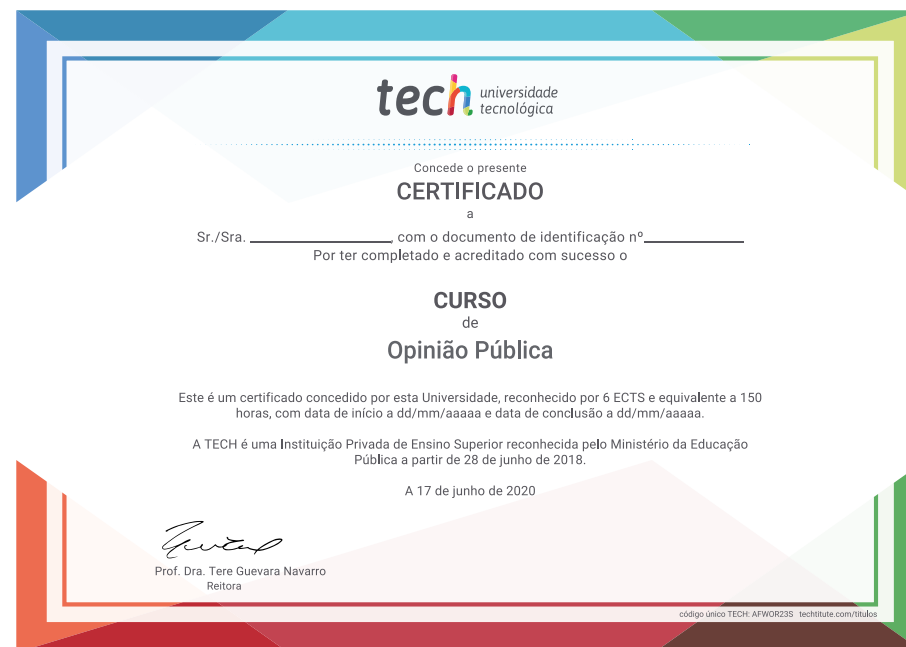 tech universidade
tecnológica
Concede o presente
CERTIFICADO
a
Sr./Sra. ____________________, com o documento de identificação nº______________
Por ter completado e acreditado com sucesso o
CURSO
de
Opinião Pública
Este é um certificado concedido por esta Universidade, reconhecido por 6 ECTS e equivalente a 150
horas, com data de início a dd/mm/aaaaa e data de conclusão a dd/mm/aaaaa.
A TECH é uma Instituição Privada de Ensino Superior reconhecida pelo Ministério da Educação
Pública a partir de 28 de junho de 2018.
A 17 de junho de 2020
Prof. Dra. Tere Guevara Navarro
Reitora
código único TECH: AFWOR23S techtitute.com/titulos